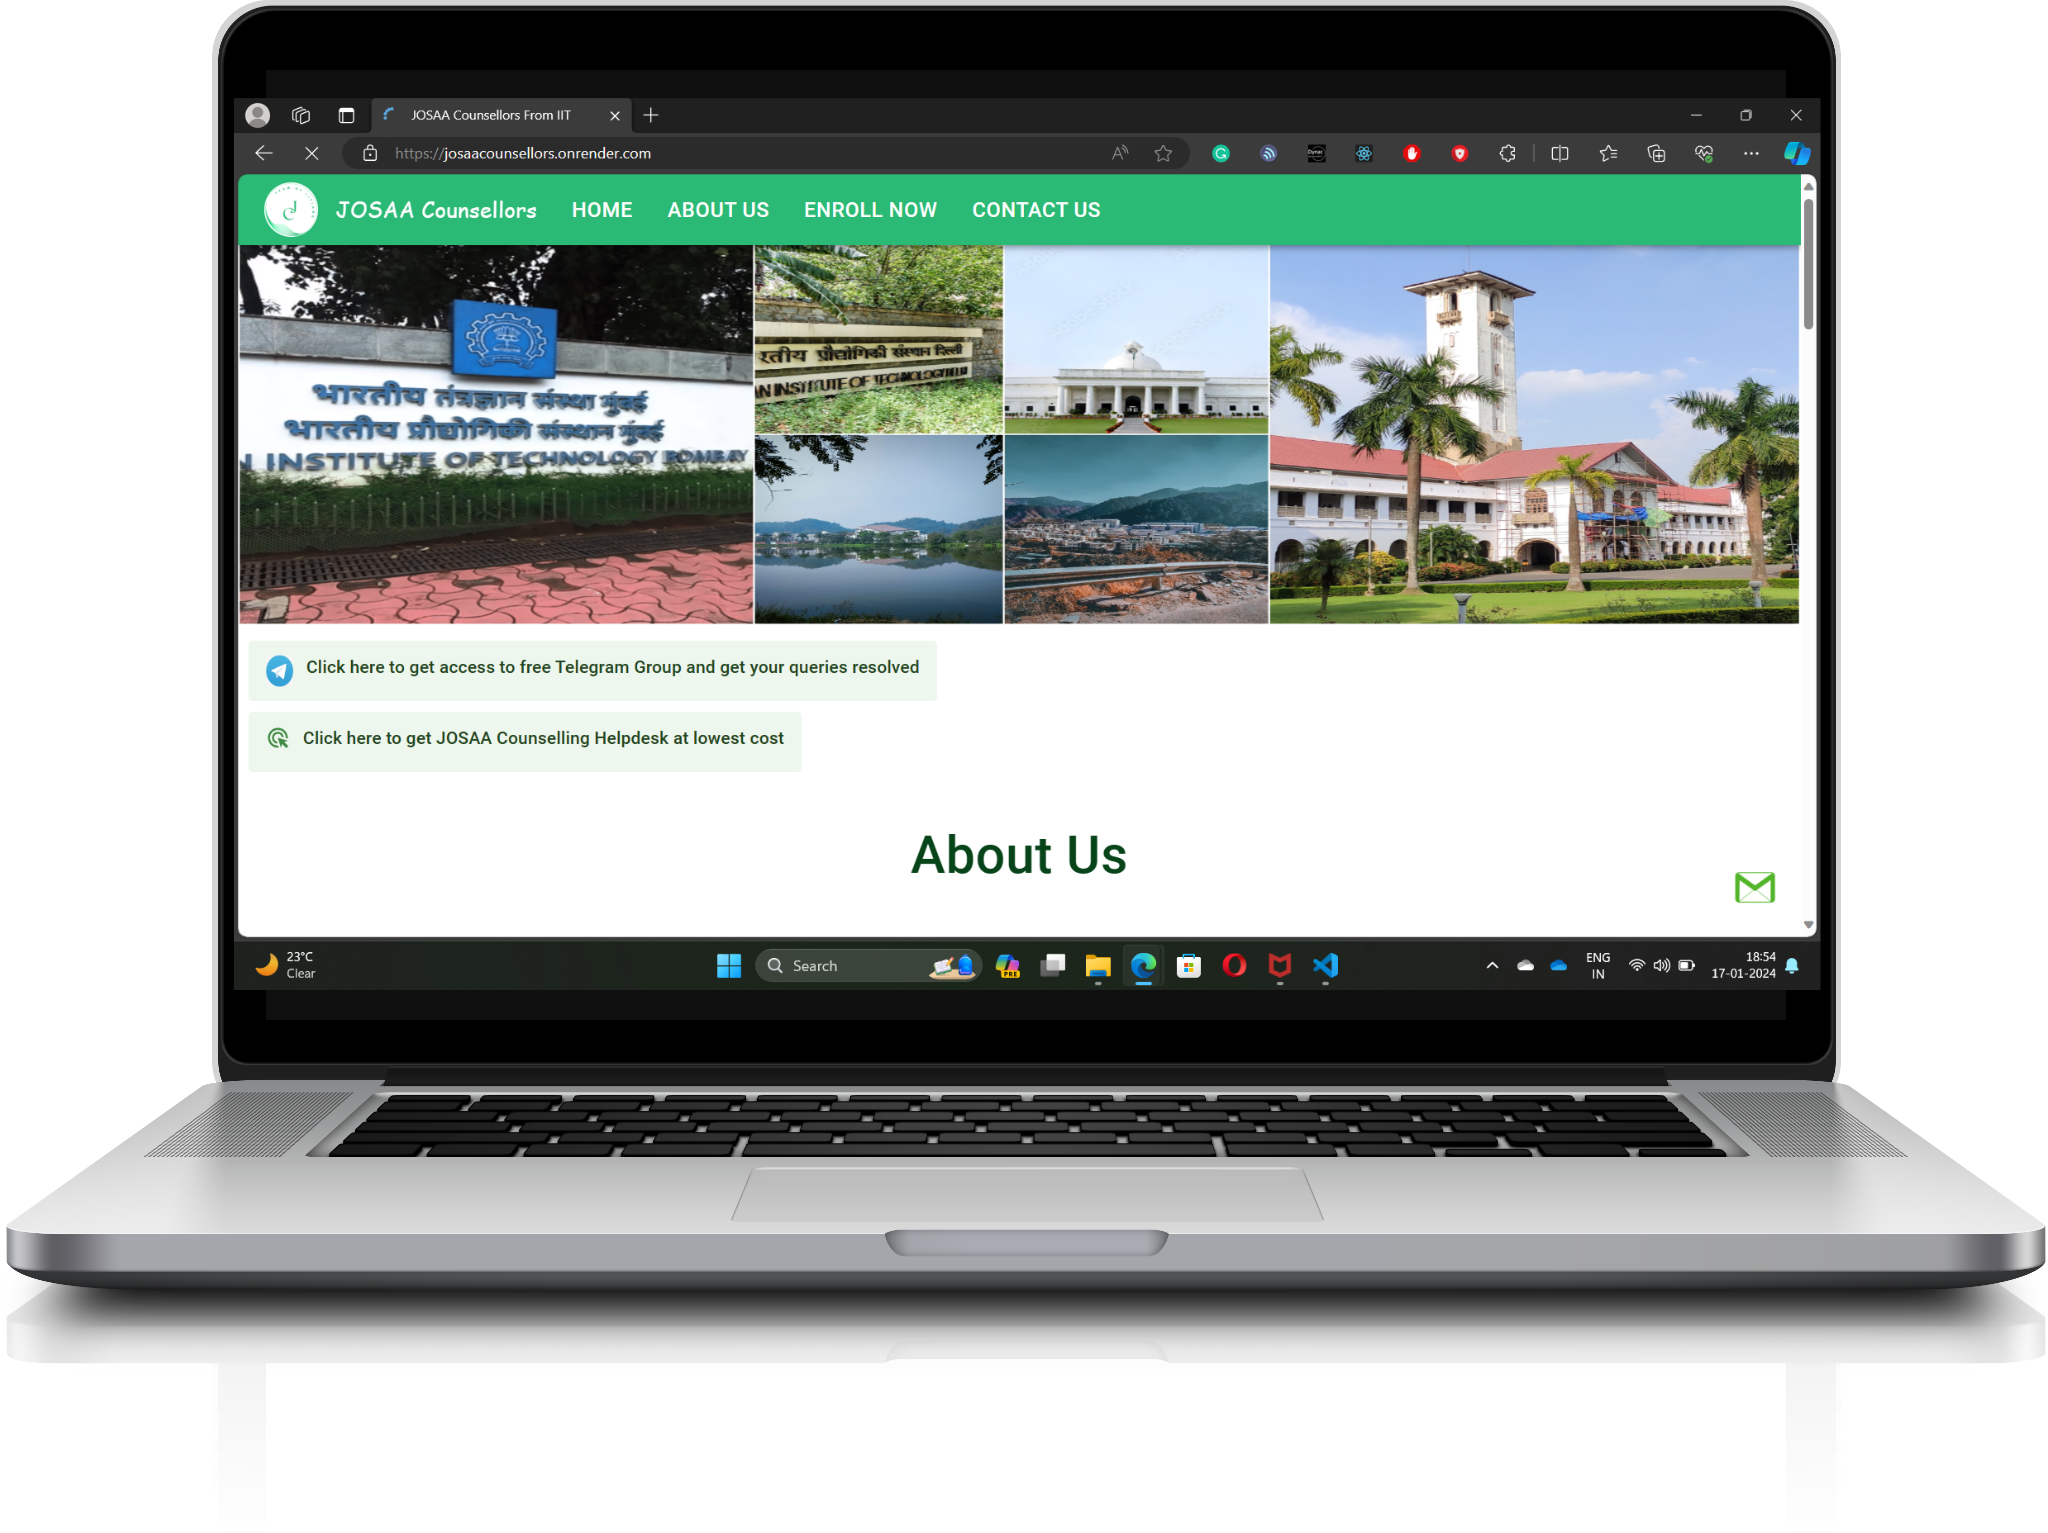 JOSAA Counsellors From IIT
https://josaacounsellors.onrender.com
JOSAA Counsellors HOME ABOUT US ENROLL NOW CONTACT US
भारतीय तंत्रज्ञान संस्था मुंबई
भारतीय प्रौद्योगिकी संस्थान मुंबई
N INSTITUTE OF TECHNOLOGY BOMBAY
रतीय प्रौद्योगिकी संस्थान दिल्ली
AN INSTITUTE OF TECHNOLOGY DELHI
Click here to get access to free Telegram Group and get your queries resolved
Click here to get JOSAA Counselling Helpdesk at lowest cost
About Us
23°C
Clear
Search
PRE
ENG
IN
18:54
17-01-2024